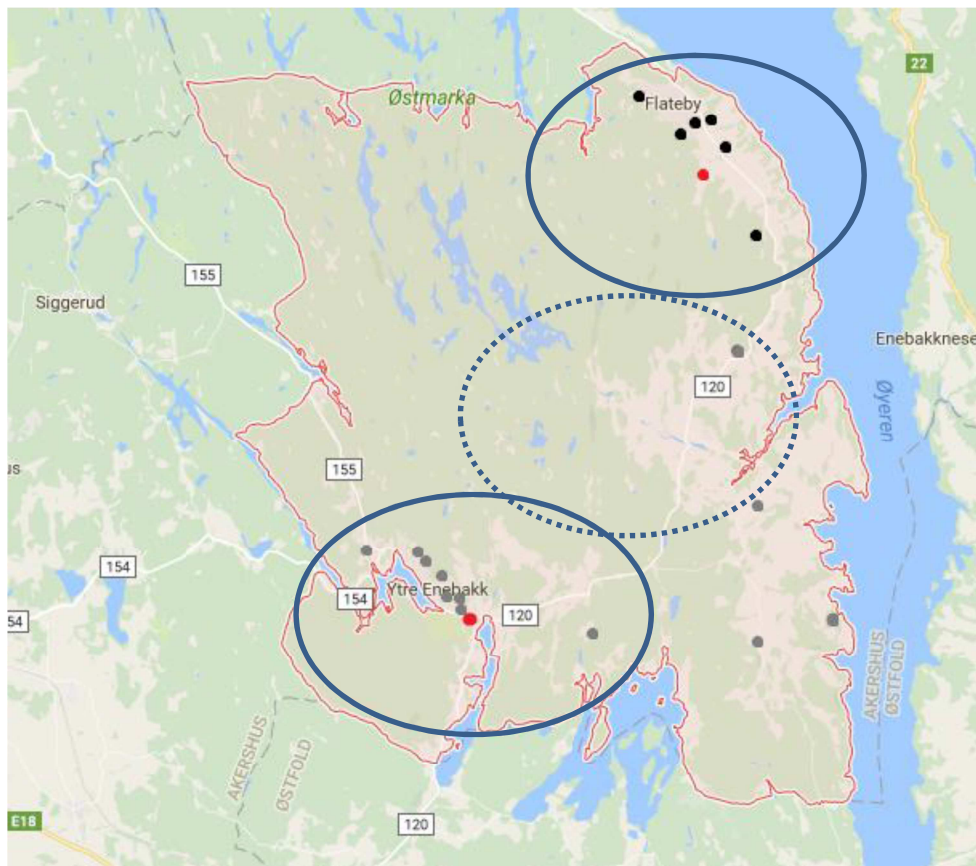 22
Østmarka
Flateby
155
Siggerud
Enebakknese
120
Øyeren
155
us
154
154
Ytre Enebakk
120
54
AKERSHUS
ØSTFOLD
AKERSHUS
ØSTFOLD
E18
120